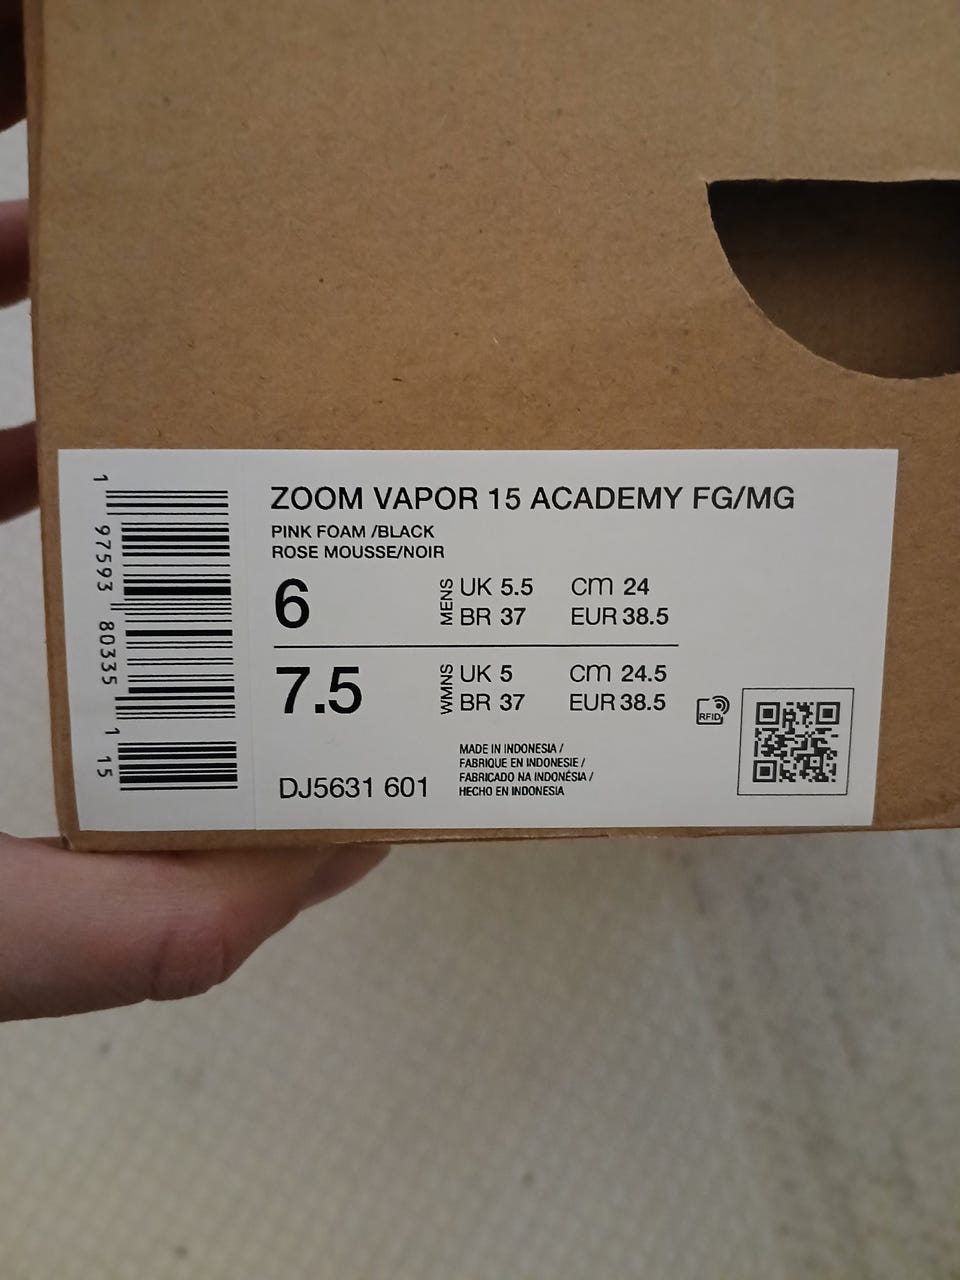 ZOOM VAPOR 15 ACADEMY FG/MG
PINK FOAM /BLACK
ROSE MOUSSE/NOIR
6 MENS UK 5.5 cm 24
BR 37 EUR 38.5
7.5 WMNS UK 5 cm 24.5
BR 37 EUR 38.5
RFID
MADE IN INDONESIA /
FABRIQUE EN INDONESIE /
FABRICADO NA INDONÉSIA /
HECHO EN INDONESIA
DJ5631 601
1 97593 80335 1 15